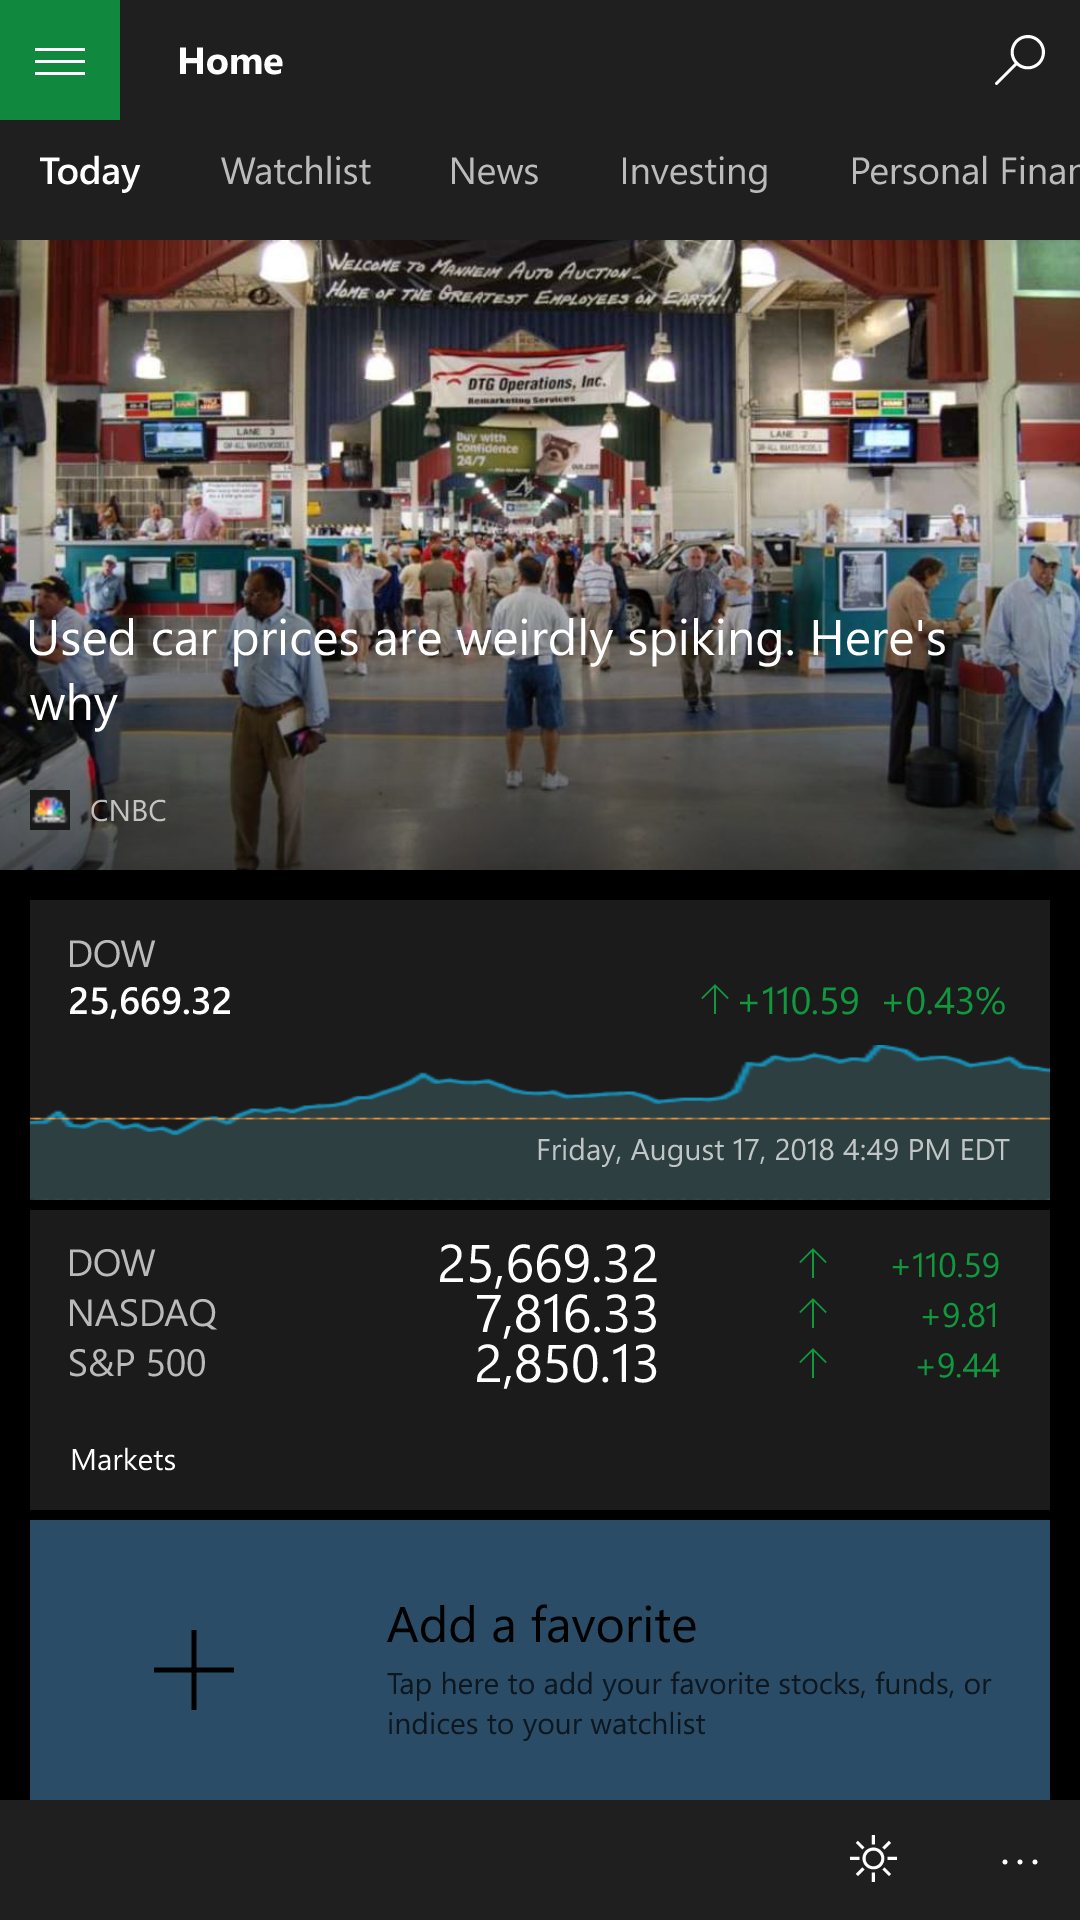 Home
Today Watchlist News Investing Personal Finan
WELCOME TO MANHEIM AUTO AUCTION
HOME OF THE GREATEST EMPLOYEES ON EARTH!
DTG Operations, Inc.
Remarketing Services
Buy with
Confidence
24/7
LANE 3
LANE 2
Used car prices are weirdly spiking. Here's
why
CNBC
DOW
25,669.32 ↑ +110.59 +0.43%
Friday, August 17, 2018 4:49 PM EDT
DOW 25,669.32 ↑ +110.59
NASDAQ 7,816.33 ↑ +9.81
S&P 500 2,850.13 ↑ +9.44
Markets
Add a favorite
Tap here to add your favorite stocks, funds, or
indices to your watchlist